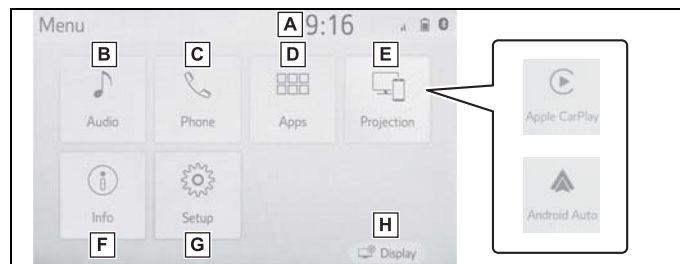 Menu
A 9:16
B C D E
Audio Phone Apps Projection
Apple CarPlay
Info Setup
Android Auto
F G H
Display